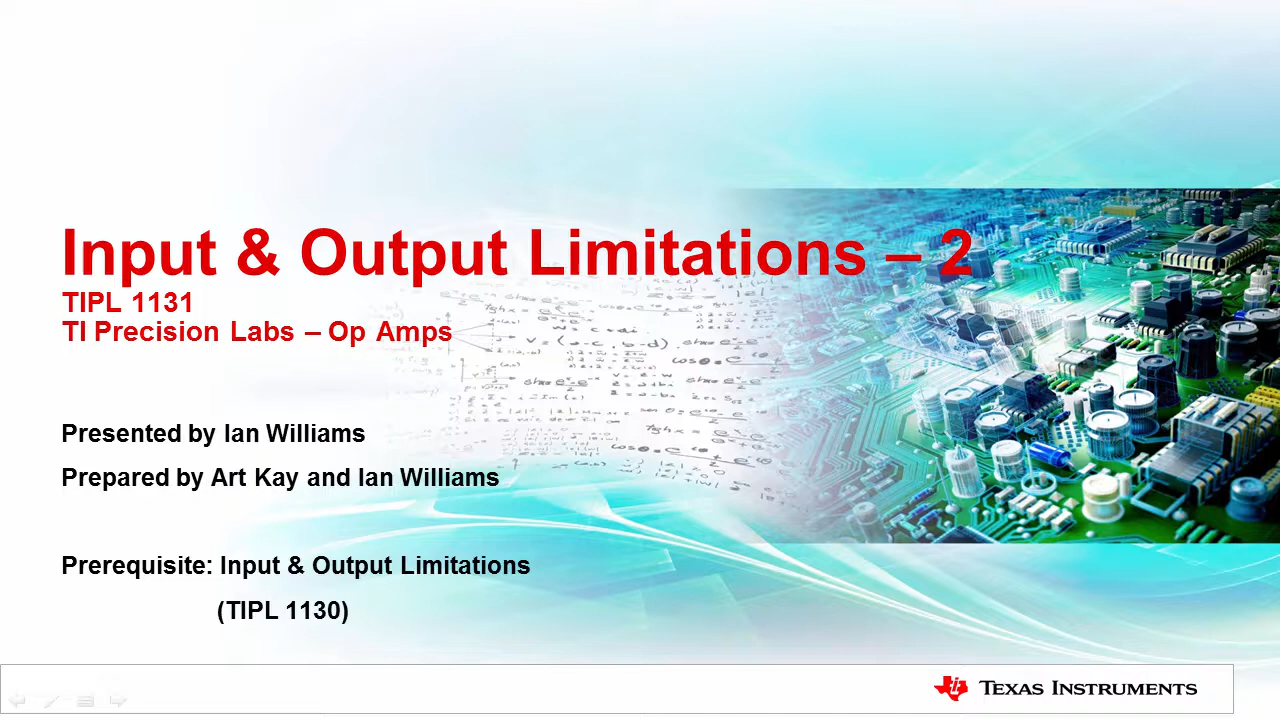 Input & Output Limitations – 2
TIPL 1131
TI Precision Labs – Op Amps
Presented by Ian Williams
Prepared by Art Kay and Ian Williams
Prerequisite: Input & Output Limitations
(TIPL 1130)
TEXAS INSTRUMENTS